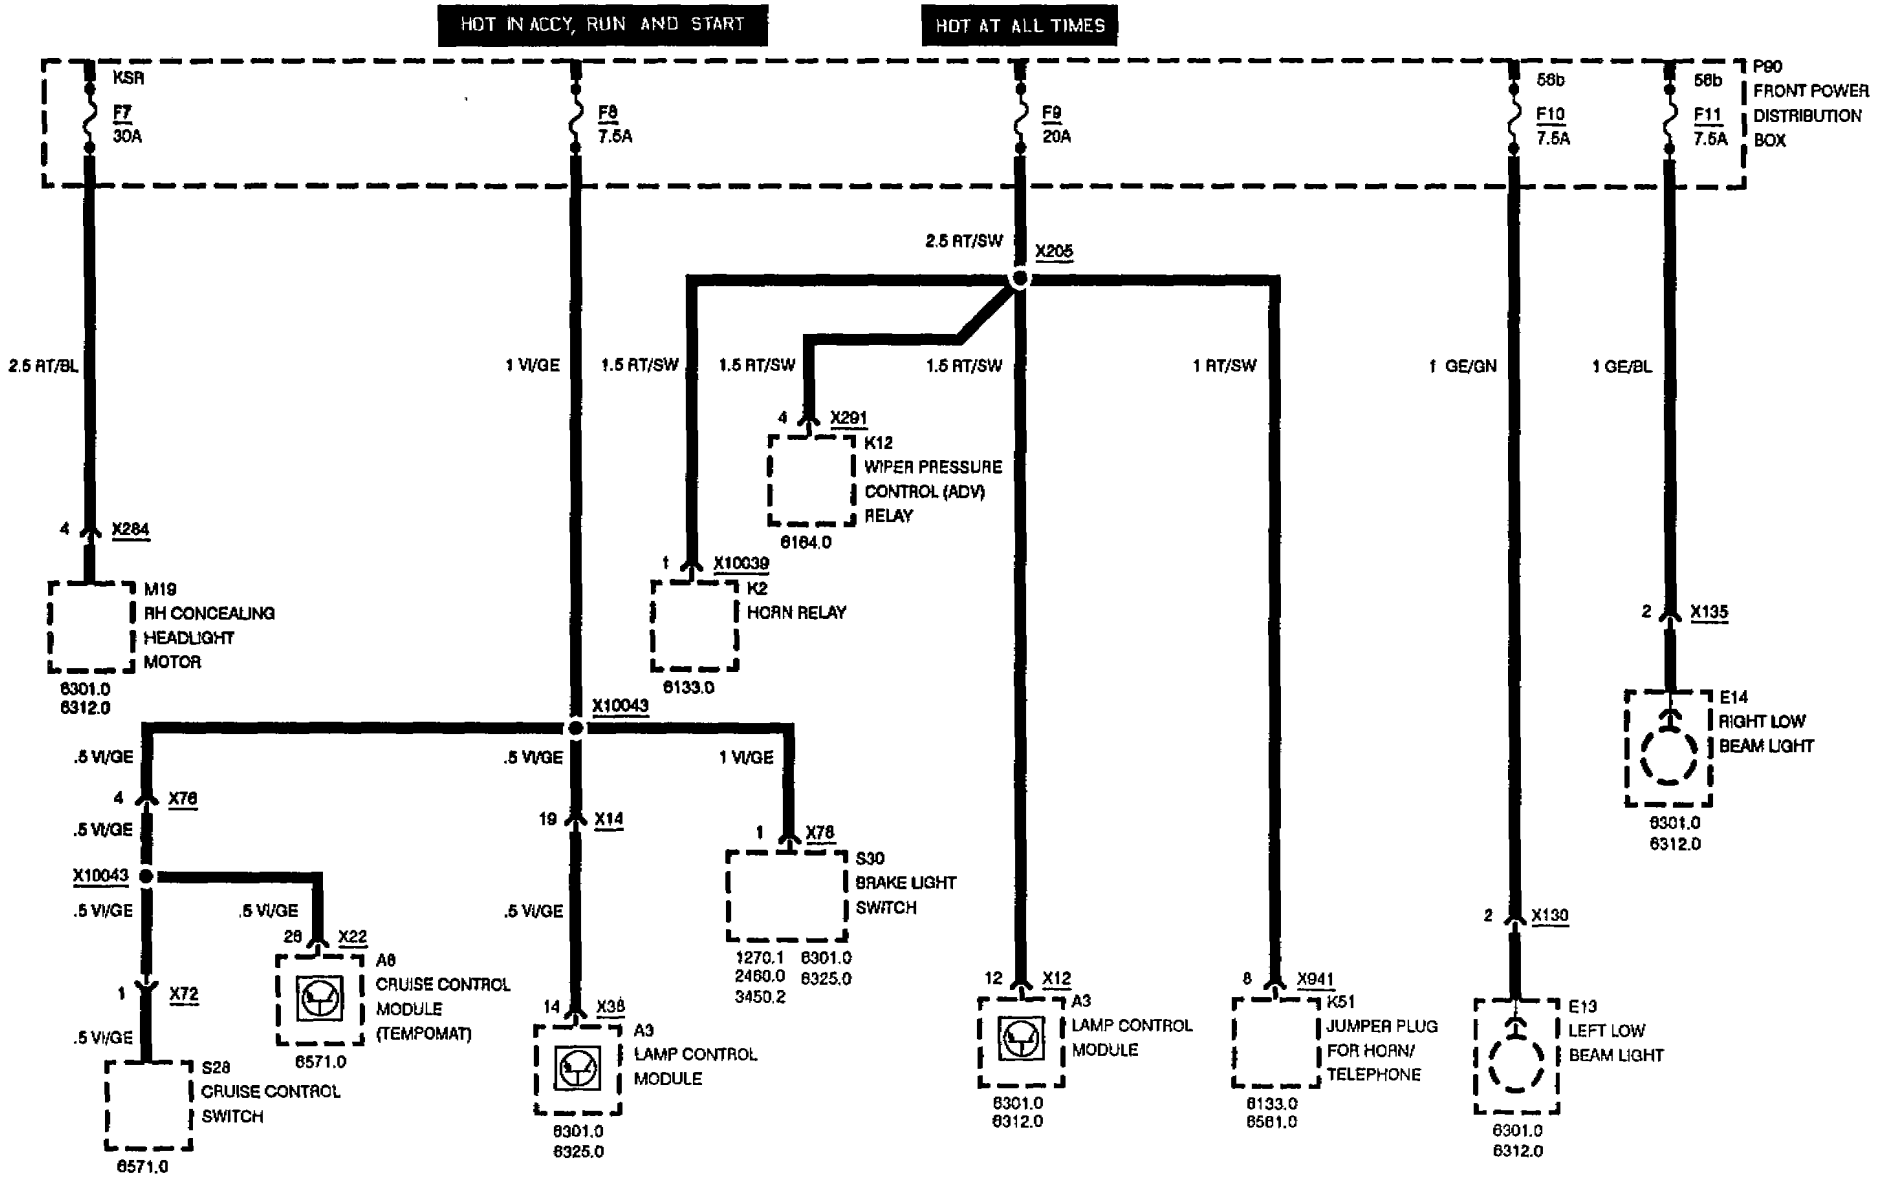 HOT IN ACCY, RUN AND START
HOT AT ALL TIMES
KSR
F7
30A
F8
7.5A
F9
20A
56b
F10
7.5A
56b
F11
7.5A
P90
FRONT POWER
DISTRIBUTION
BOX
2.5 RT/SW
X205
2.5 RT/BL
1 VI/GE
1.5 RT/SW
1.5 RT/SW
1.5 RT/SW
1 RT/SW
1 GE/GN
1 GE/BL
4
X291
K12
WIPER PRESSURE
CONTROL (ADV)
RELAY
6164.0
4
X284
M19
RH CONCEALING
HEADLIGHT
MOTOR
6301.0
6312.0
1
X10039
K2
HORN RELAY
6133.0
2
X135
E14
RIGHT LOW
BEAM LIGHT
6301.0
6312.0
X10043
.5 VI/GE
.5 VI/GE
1 VI/GE
4
X76
.5 VI/GE
19
X14
1
X78
S30
BRAKE LIGHT
SWITCH
1270.1 6301.0
2460.0 6325.0
3450.2
X10043
.5 VI/GE
.5 VI/GE
.5 VI/GE
26
X22
A6
CRUISE CONTROL
MODULE
(TEMPOMAT)
6571.0
1
X72
.5 VI/GE
S28
CRUISE CONTROL
SWITCH
6571.0
14
X38
A3
LAMP CONTROL
MODULE
6301.0
6325.0
12
X12
A3
LAMP CONTROL
MODULE
6301.0
6312.0
8
X941
K51
JUMPER PLUG
FOR HORN/
TELEPHONE
6133.0
6581.0
2
X130
E13
LEFT LOW
BEAM LIGHT
6301.0
6312.0